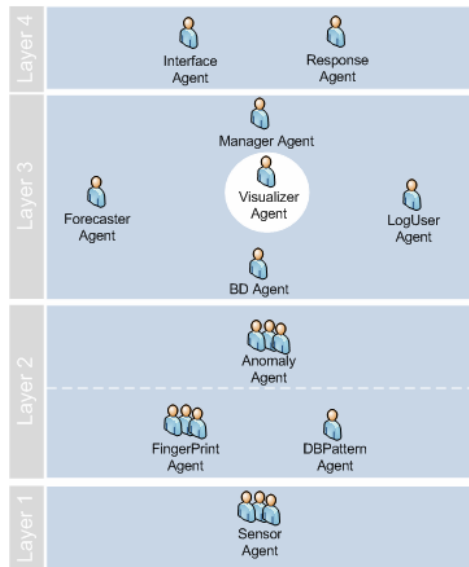 Layer 4
Interface
Agent
Response
Agent
Layer 3
Manager Agent
Visualizer
Agent
Forecaster
Agent
LogUser
Agent
BD Agent
Layer 2
Anomaly
Agent
FingerPrint
Agent
DBPattern
Agent
Layer 1
Sensor
Agent